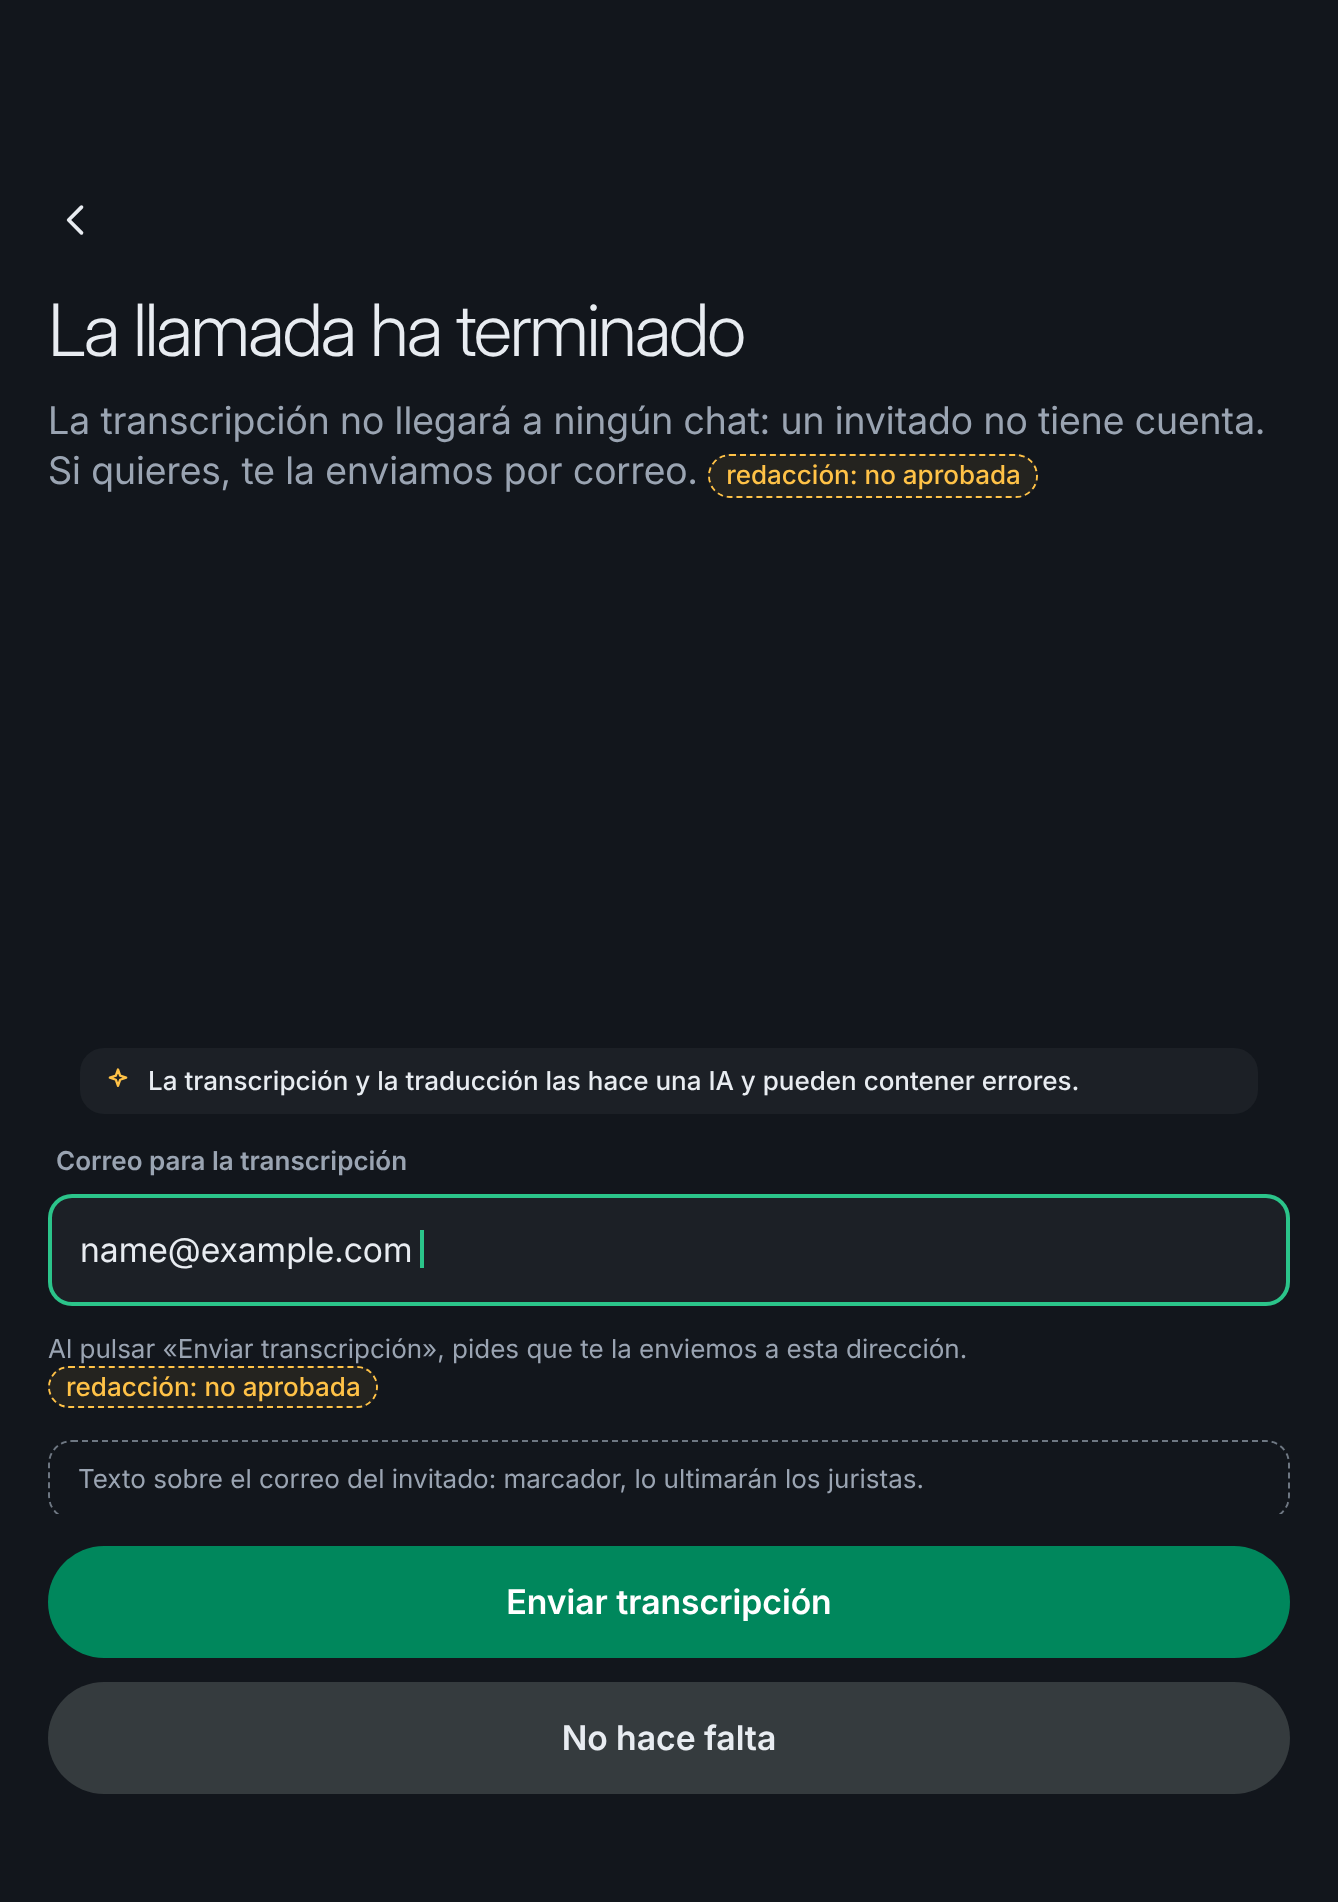 La llamada ha terminado
La transcripción no llegará a ningún chat: un invitado no tiene cuenta.
Si quieres, te la enviamos por correo. redacción: no aprobada
La transcripción y la traducción las hace una IA y pueden contener errores.
Correo para la transcripción
name@example.com
Al pulsar «Enviar transcripción», pides que te la enviemos a esta dirección.
redacción: no aprobada
Texto sobre el correo del invitado: marcador, lo ultimarán los juristas.
Enviar transcripción
No hace falta